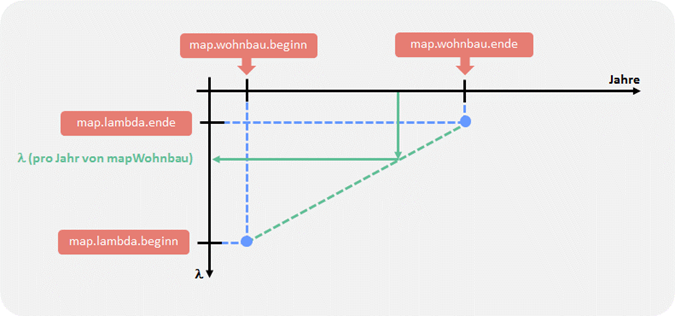 map.wohnbau.beginn
map.wohnbau.ende
Jahre
map.lambda.ende
λ (pro Jahr von mapWohnbau)
map.lambda.beginn
λ